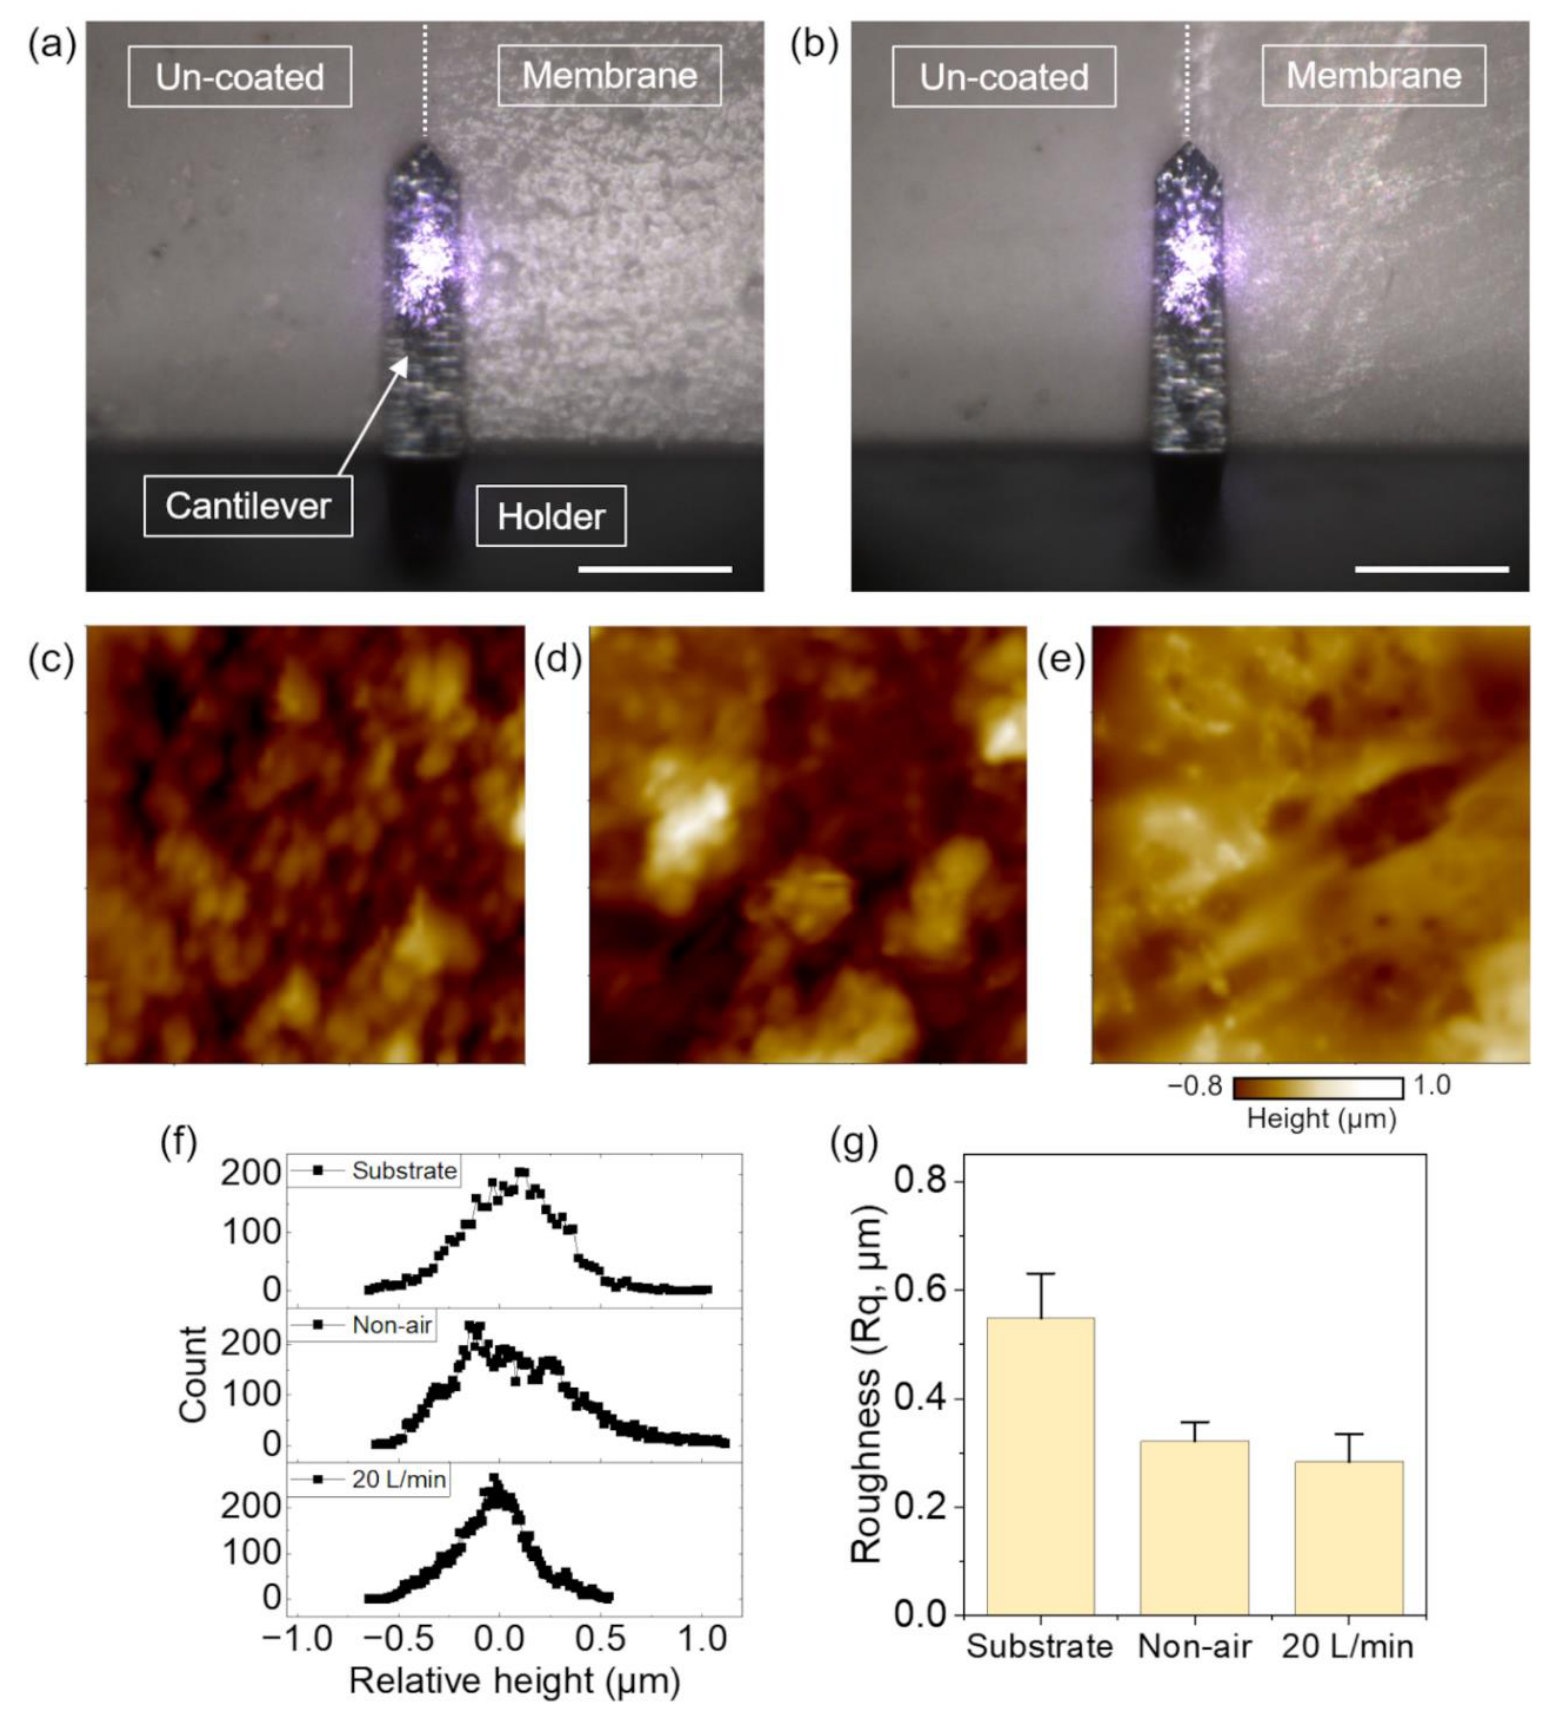 (a)
Un-coated
Membrane
Cantilever
Holder
(b)
Un-coated
Membrane
(c)
(d)
(e)
−0.8
1.0
Height (μm)
(f)
Substrate
200
100
0
Non-air
200
100
0
20 L/min
200
100
0
Count
−1.0 −0.5 0.0 0.5 1.0
Relative height (μm)
(g)
0.8
0.6
0.4
0.2
0.0
Roughness (Rq, μm)
Substrate Non-air 20 L/min